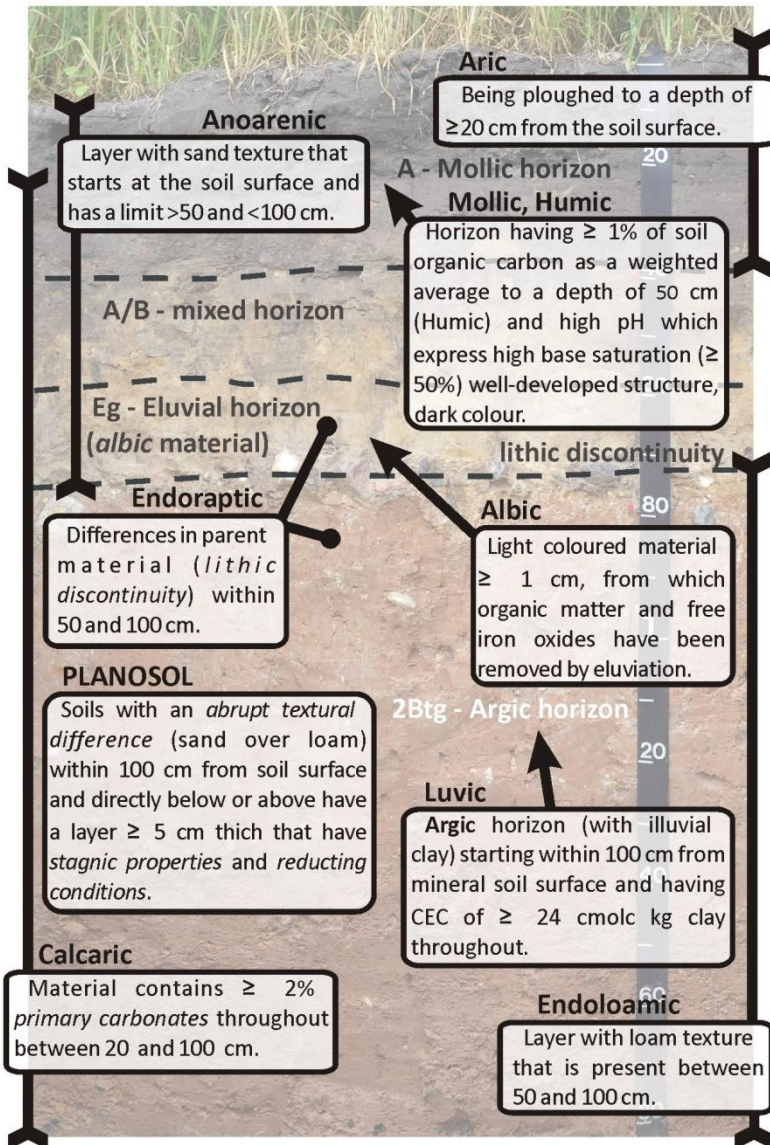 Aric
Being ploughed to a depth of
≥20 cm from the soil surface.
Anoarenic
Layer with sand texture that
starts at the soil surface and
has a limit >50 and <100 cm.
20
A - Mollic horizon
Mollic, Humic
Horizon having ≥ 1% of soil
organic carbon as a weighted
average to a depth of 50 cm
(Humic) and high pH which
express high base saturation (≥
50%) well-developed structure,
dark colour.
A/B - mixed horizon
Eg - Eluvial horizon
(albic material)
lithic discontinuity
Endoraptic
Differences in parent
material (lithic
discontinuity) within
50 and 100 cm.
80
Albic
Light coloured material
≥ 1 cm, from which
organic matter and free
iron oxides have been
removed by eluviation.
PLANOSOL
Soils with an abrupt textural
difference (sand over loam)
within 100 cm from soil surface
and directly below or above have
a layer ≥ 5 cm thich that have
stagnic properties and reducting
conditions.
2Btg - Argic horizon
20
Luvic
Argic horizon (with illuvial
clay) starting within 100 cm from
mineral soil surface and having
CEC of ≥ 24 cmolc kg clay
throughout.
40
Calcaric
Material contains ≥ 2%
primary carbonates throughout
between 20 and 100 cm.
60
Endoloamic
Layer with loam texture
that is present between
50 and 100 cm.